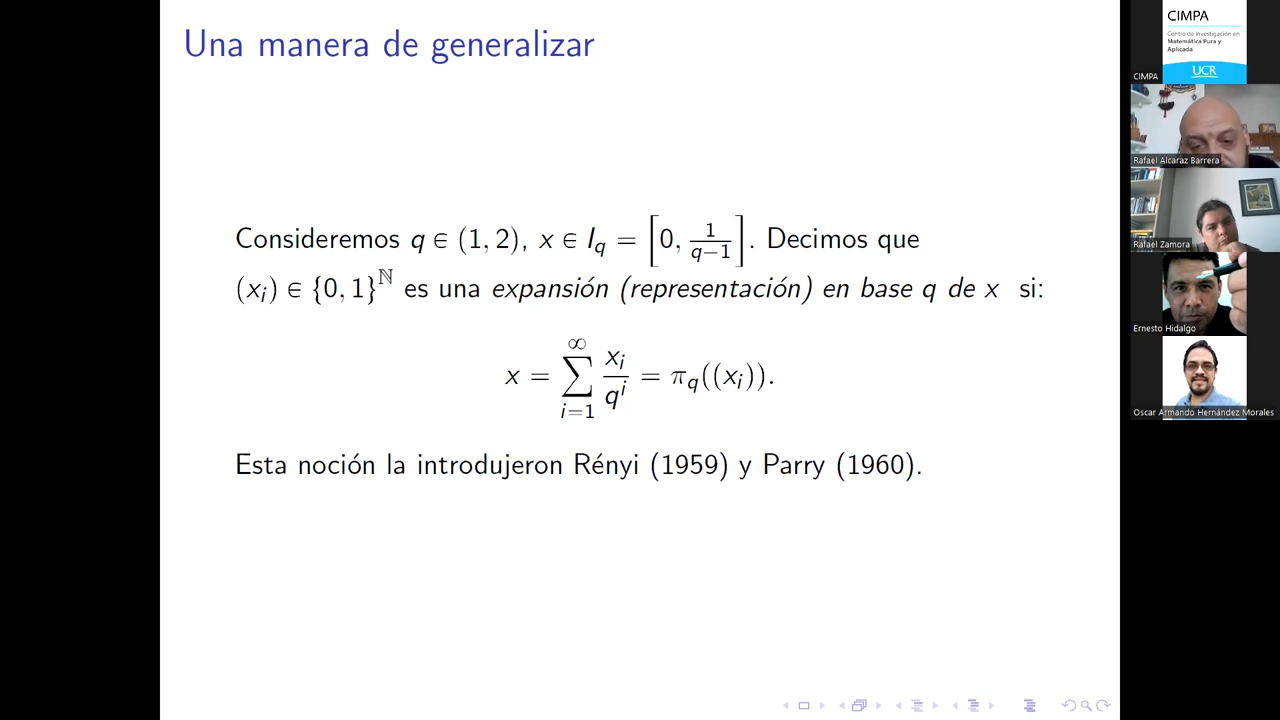 Una manera de generalizar
Consideremos q ∈ (1, 2), x ∈ I_q = [0, 1/(q−1)]. Decimos que
(x_i) ∈ {0, 1}^ℕ es una expansión (representación) en base q de x si:
x = ∑_{i=1}^{∞} x_i/q^i = π_q((x_i)).
Esta noción la introdujeron Rényi (1959) y Parry (1960).
CIMPA
Centro de Investigación en
Matemática Pura y
Aplicada
UCR
CIMPA
Rafael Alcaraz Barrera
Rafael Zamora
Ernesto Hidalgo
Oscar Armando Hernández Morales